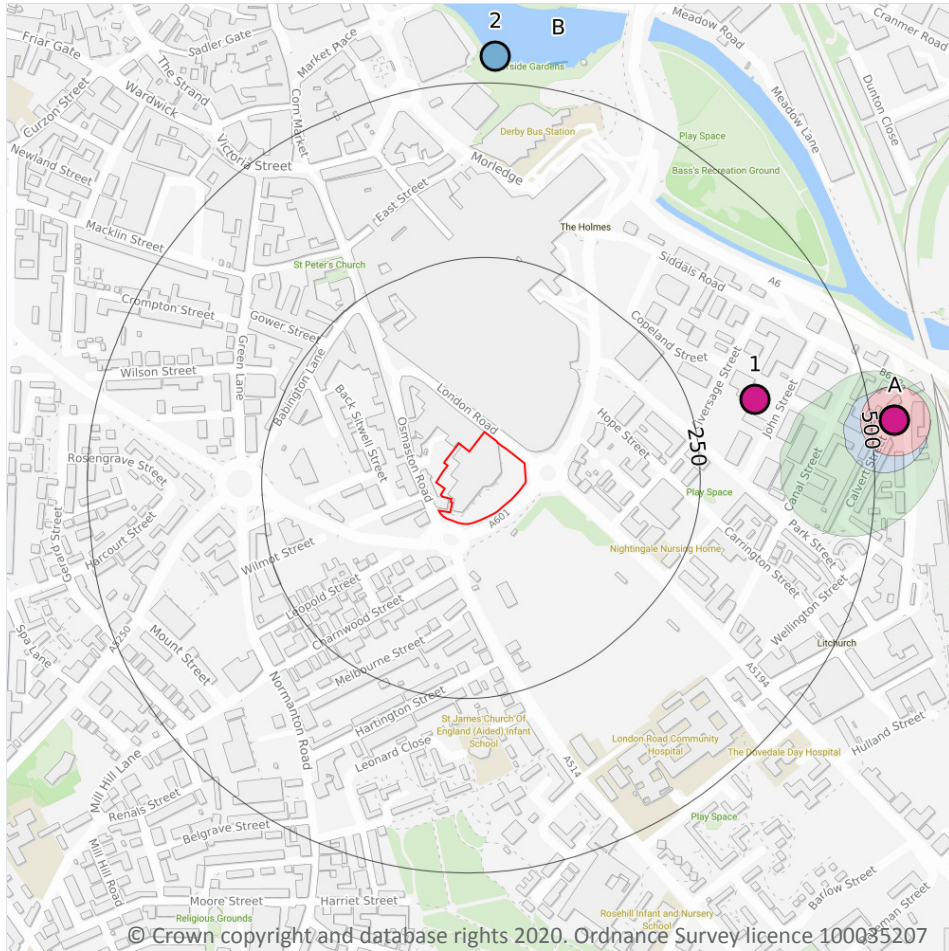 2
B
Meadow Road
Cranmer Road
Friar Gate
Sadler Gate
Market Place
The Strand
Corn Market
Riverside Gardens
Meadow Lane
Dunton Close
Curzon Street
Wardwick
Victoria Street
Derby Bus Station
Play Space
Newland Street
Morledge
Bass's Recreation Ground
East Street
Macklin Street
The Holmes
St Peter's Church
Siddals Road
A6
Crompton Street
Gower Street
Copeland Street
Green Lane
Babington Lane
Wilson Street
London Road
1
A
Back Sitwell Street
Osmaston Road
Hope Street
John Street
250
500
Rosengrave Street
Canal Street
Calvert Street
Gerard Street
Harcourt Street
A601
Play Space
Wilmot Street
Nightingale Nursing Home
Carrington Street
Park Street
Leopold Street
Charnwood Street
Wellington Street
Spa Lane
A5250
Mount Street
Melbourne Street
Litchurch
Normanton Road
Hartington Street
A5194
St James Church Of
England (Aided) Infant
School
Hulland Street
London Road Community
Hospital
The Dovedale Day Hospital
Leonard Close
A514
Mill Hill Lane
Renals Street
Play Space
Belgrave Street
Mill Hill Road
Barlow Street
Moore Street
Harriet Street
Religious Grounds
Rosehill Infant and Nursery
School
© Crown copyright and database rights 2020. Ordnance Survey licence 100035207